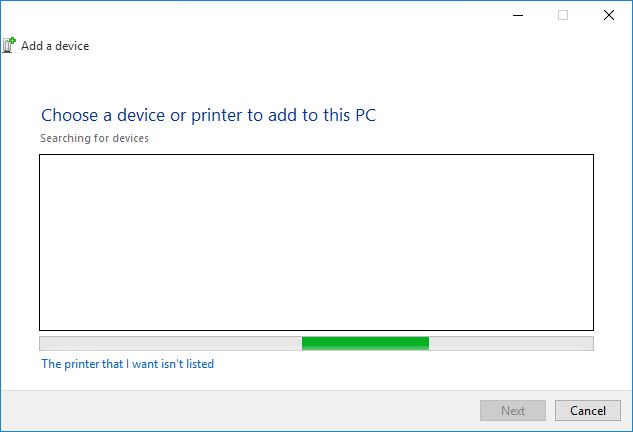 Add a device
Choose a device or printer to add to this PC
Searching for devices
The printer that I want isn't listed
Next
Cancel